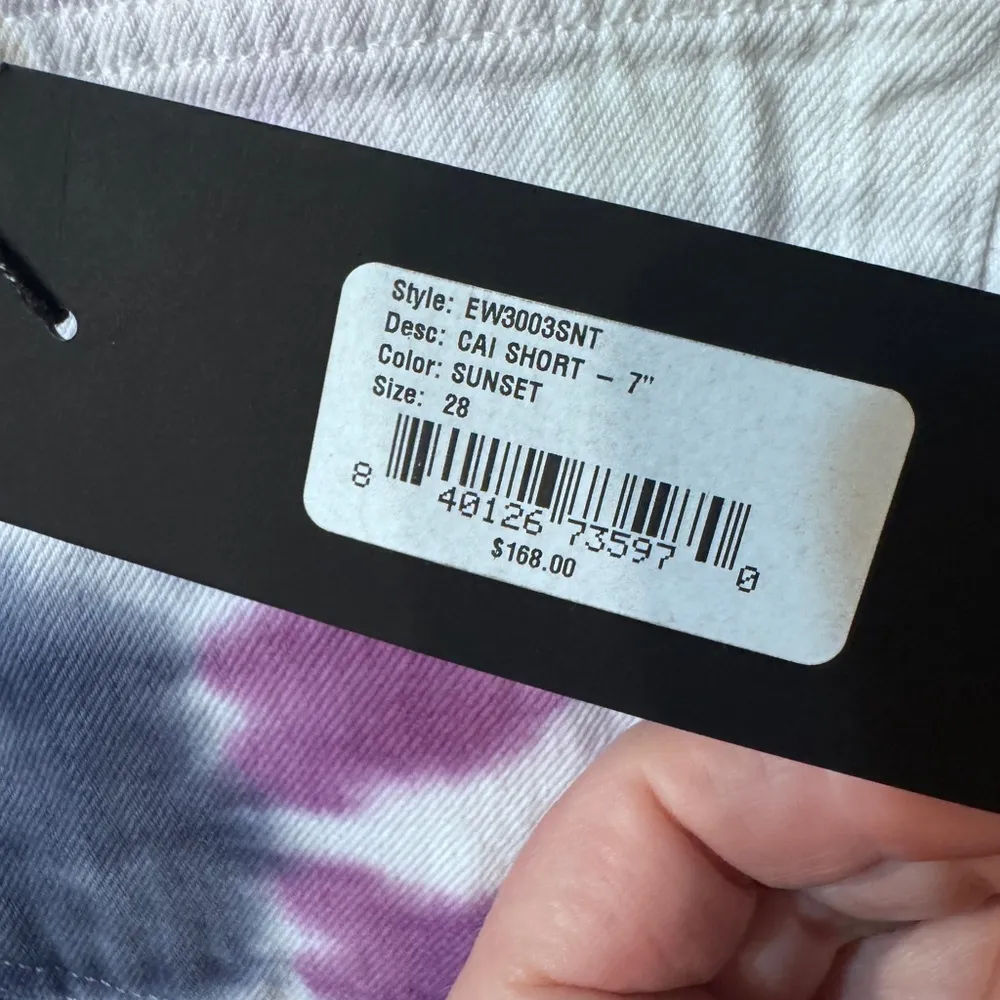 Style: EW3003SNT
Desc: CAI SHORT - 7"
Color: SUNSET
Size: 28
8 40126 73597 0
$168.00